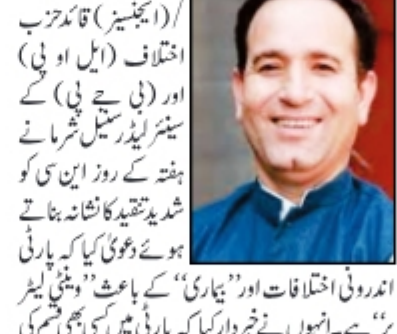 /(ایجنسیز) قائد حزب
اختلاف (ایل او پی)
اور (بی جے پی) کے
سینئر لیڈر سنیل شرما نے
ہفتہ کے روز این سی کو
شدید تنقید کا نشانہ بناتے
ہوئے دعویٰ کیا کہ پارٹی
اندرونی اختلافات اور ”بیماری“ کے باعث ”وینٹی لیٹر
پر“ ہے۔ انہوں نے خبردار کیا کہ پارٹی میں کسی بھی قسم کی